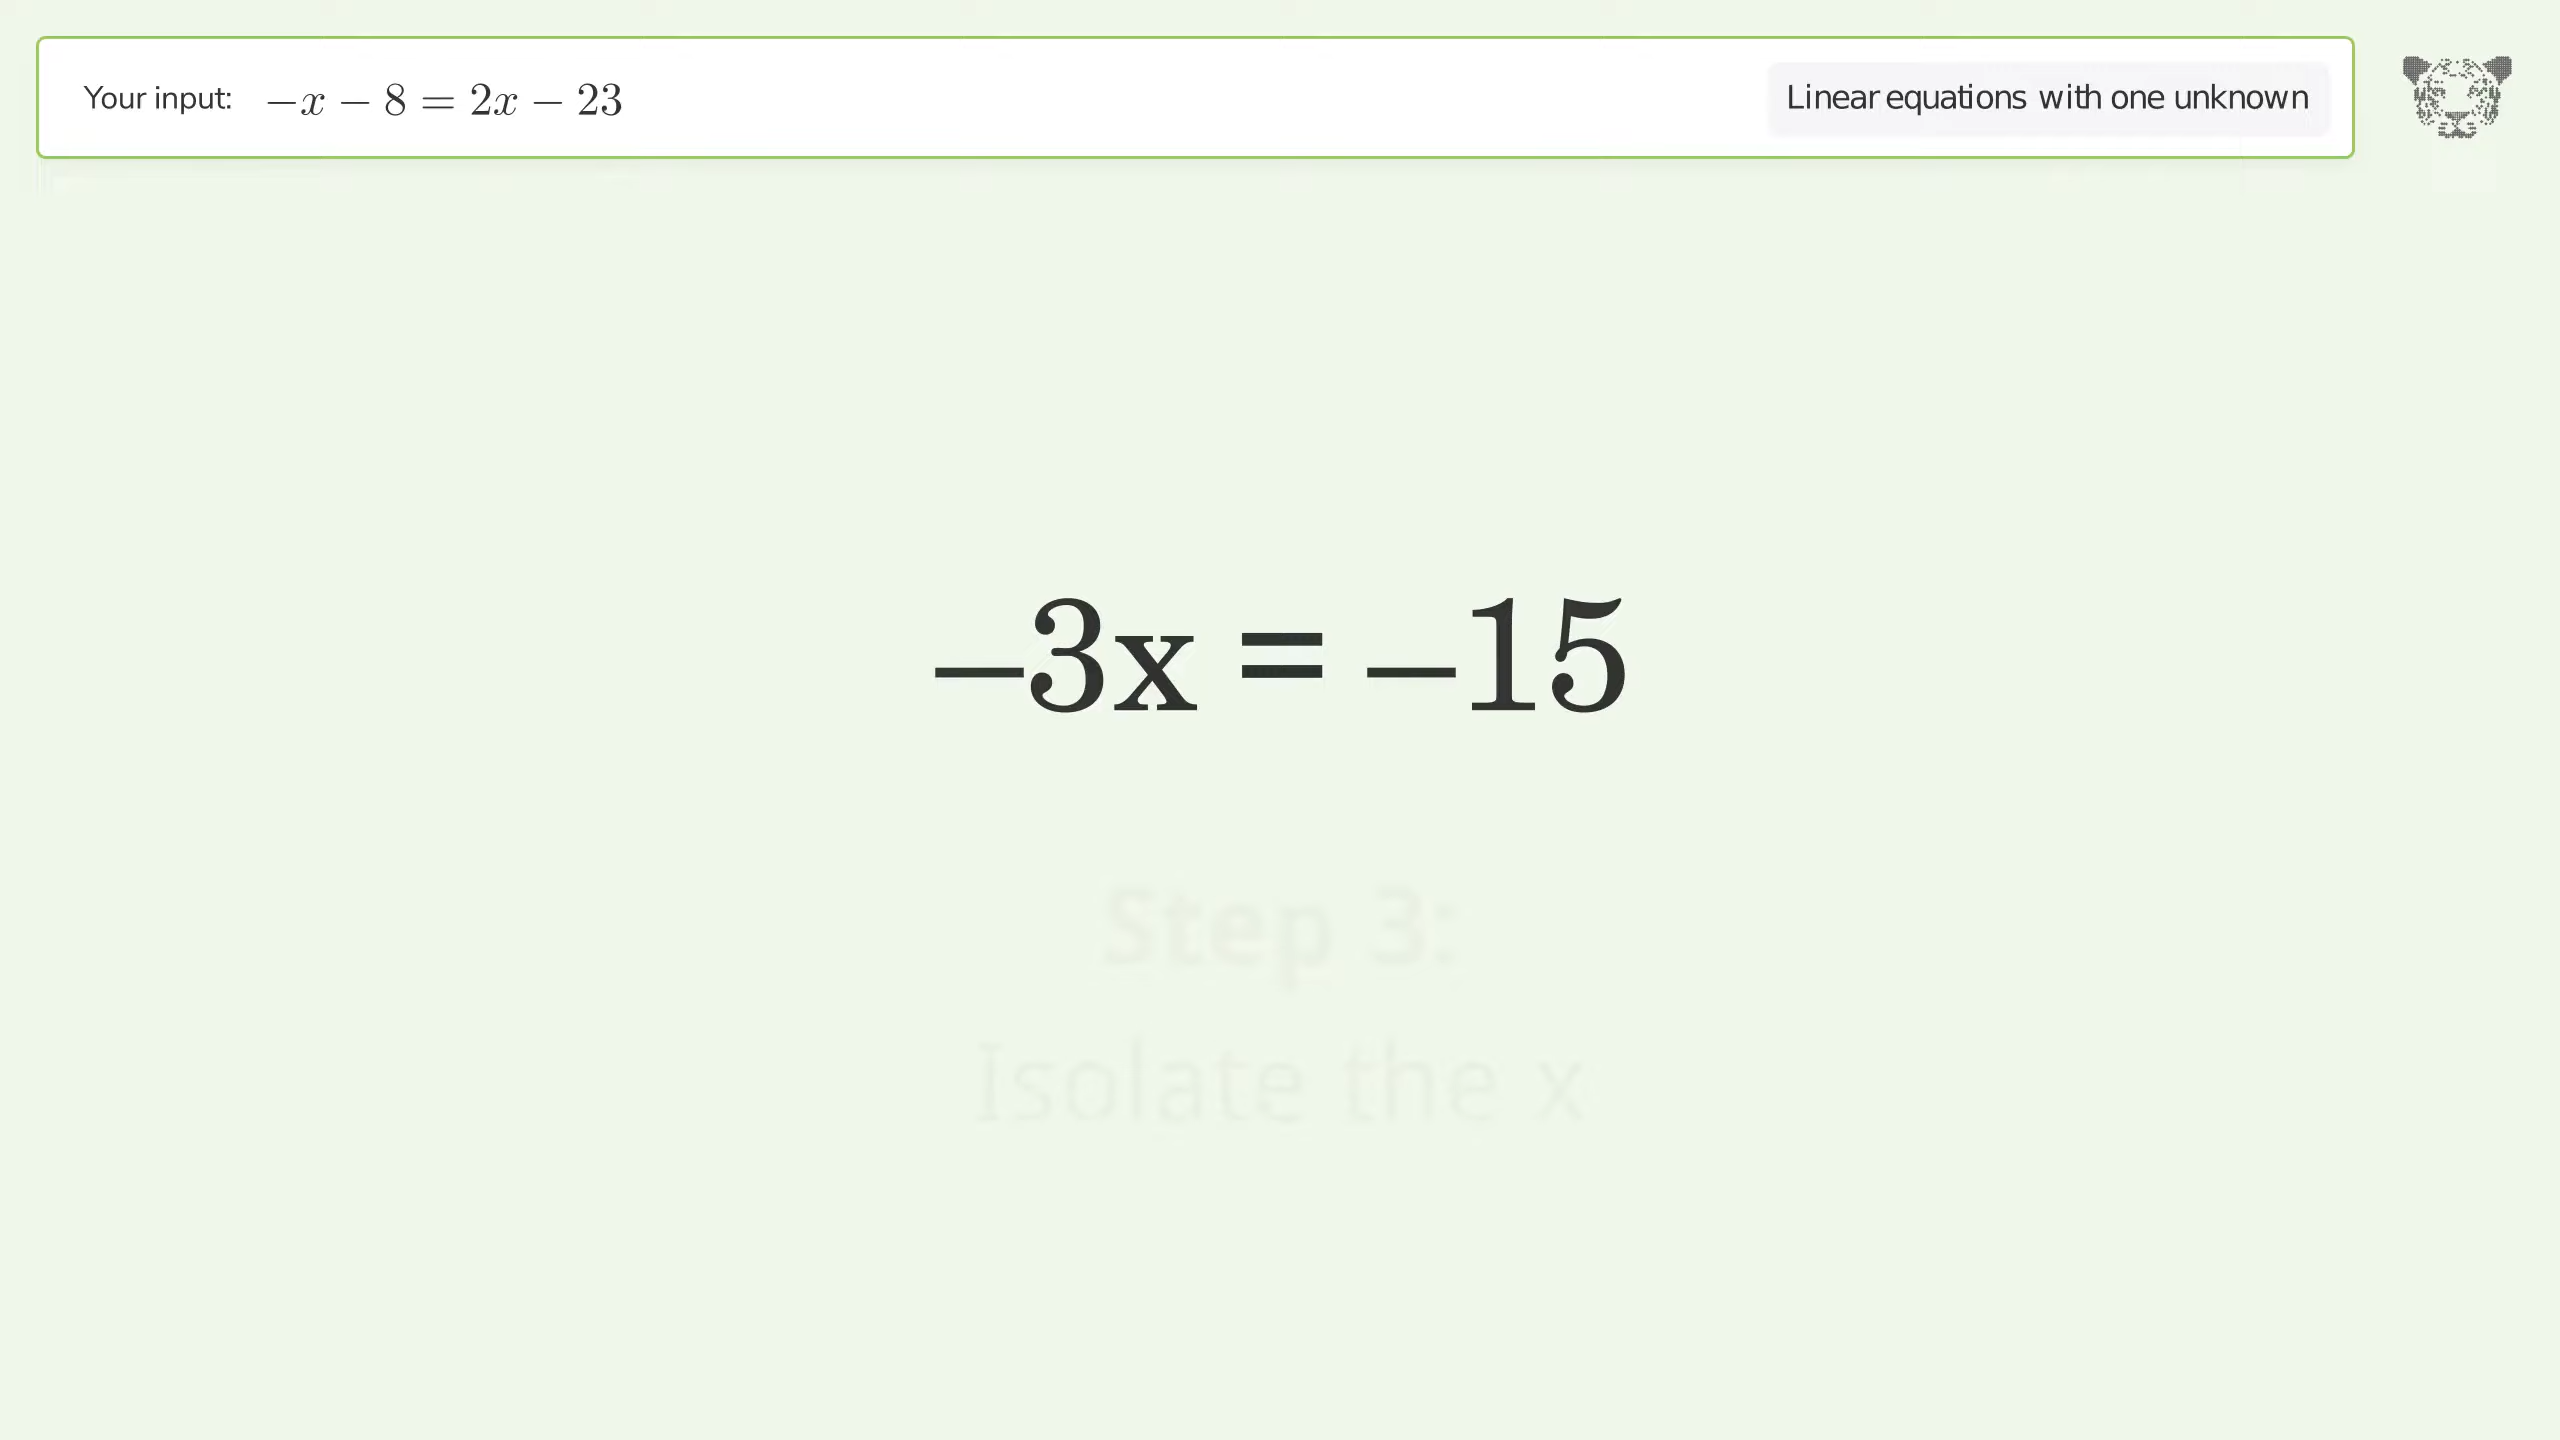 Your input: −x − 8 = 2x − 23
Linear equations with one unknown
−3x = −15
Step 3:
Isolate the x